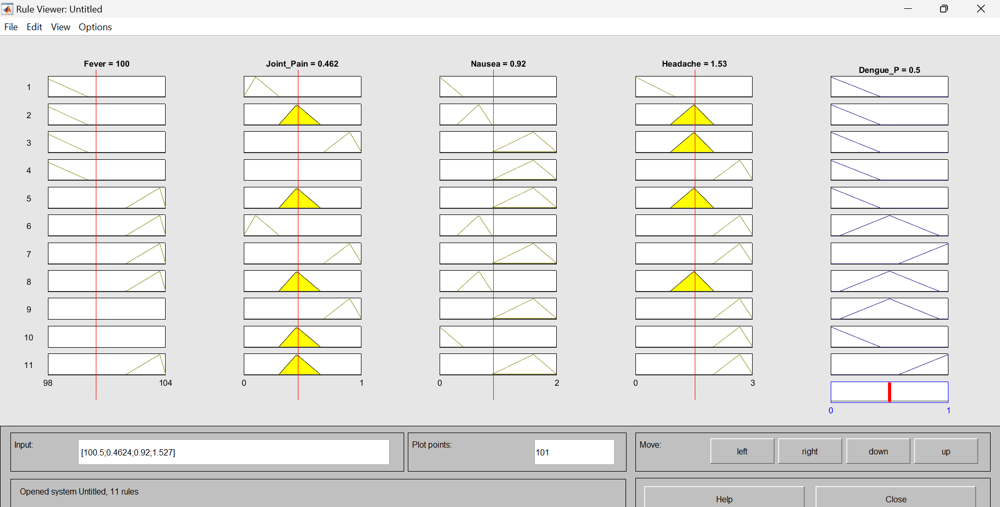 Rule Viewer: Untitled
File Edit View Options
Fever = 100
Joint_Pain = 0.462
Nausea = 0.92
Headache = 1.53
Dengue_P = 0.5
1
2
3
4
5
6
7
8
9
10
11
98 104
0 1
0 2
0 3
0 1
Input:
[100.5;0.4624;0.92;1.527]
Plot points:
101
Move:
left
right
down
up
Opened system Untitled, 11 rules
Help
Close